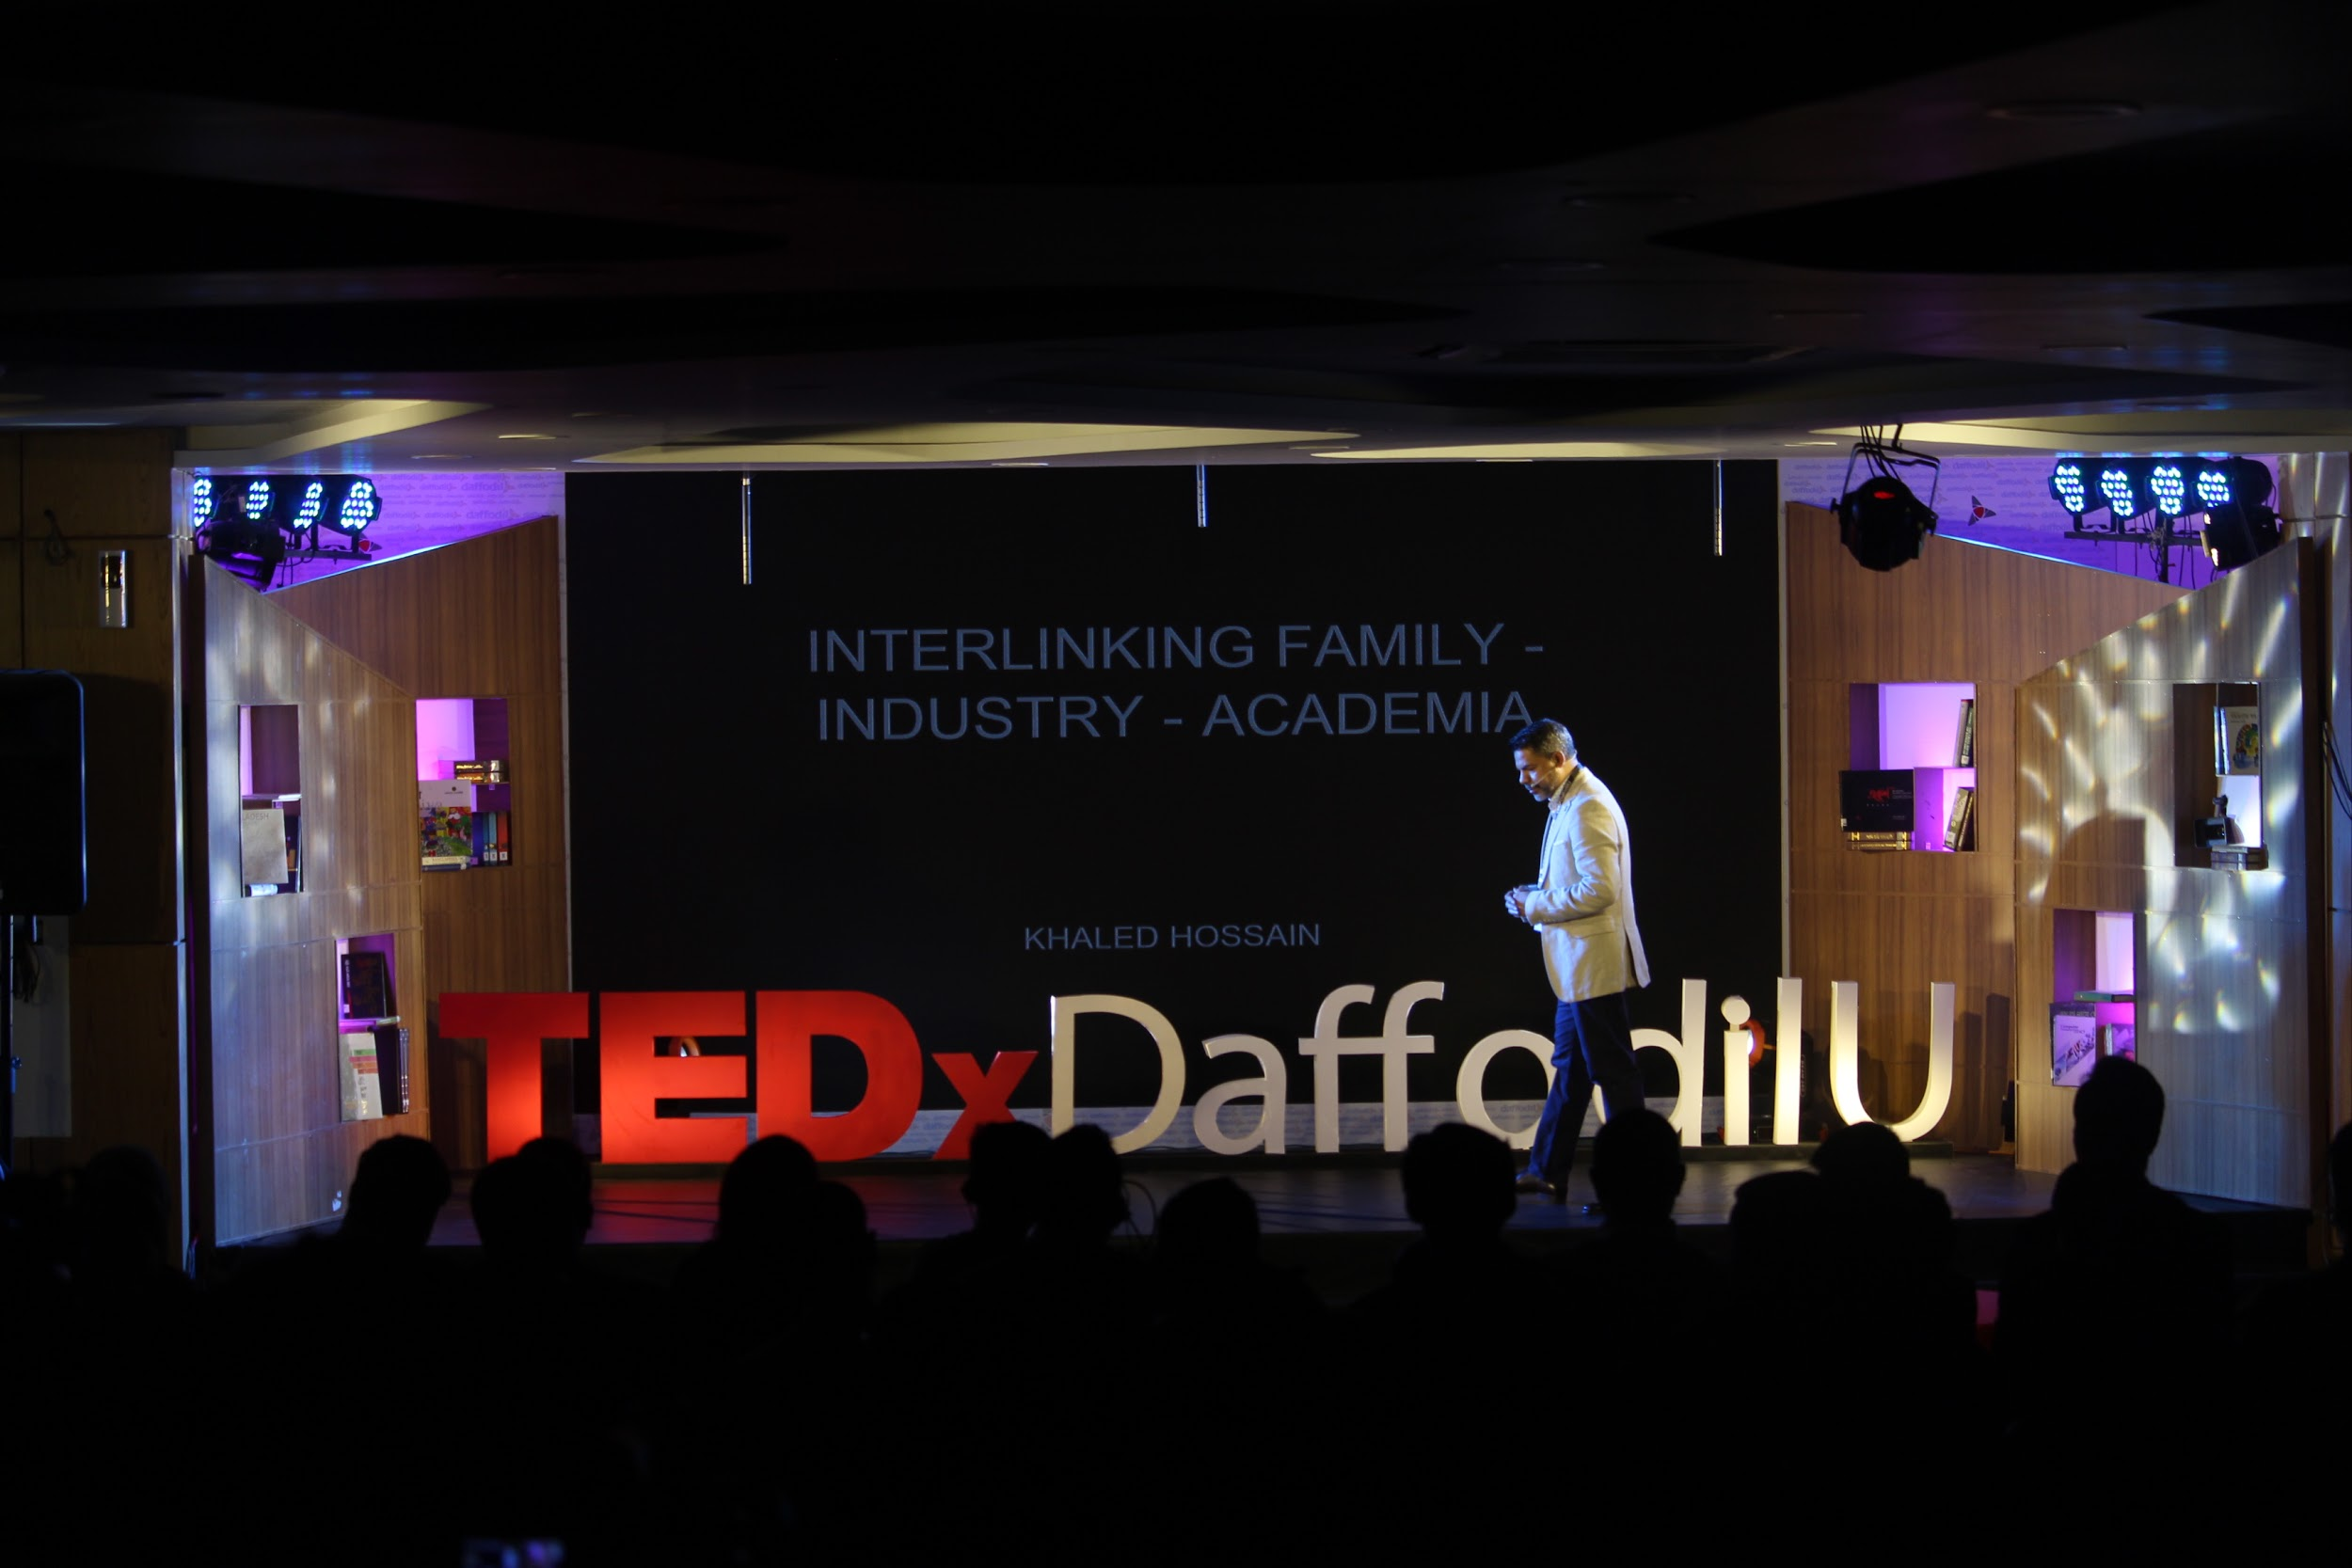 INTERLINKING FAMILY -
INDUSTRY - ACADEMIA
KHALED HOSSAIN
TEDxDaffodilU